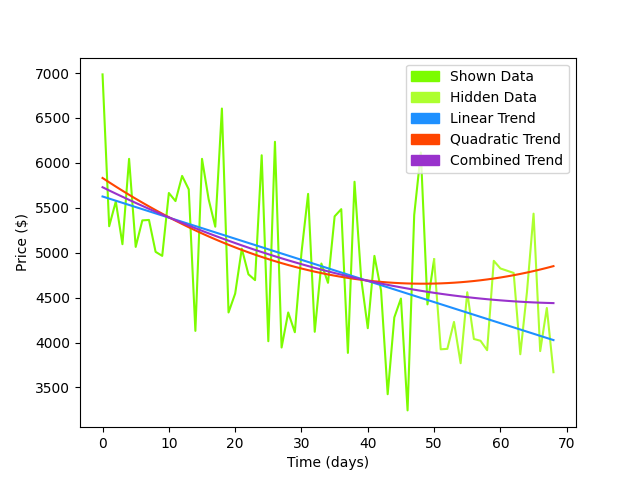 7000
6500
6000
5500
5000
4500
4000
3500
Price ($)
0 10 20 30 40 50 60 70
Time (days)
Shown Data
Hidden Data
Linear Trend
Quadratic Trend
Combined Trend